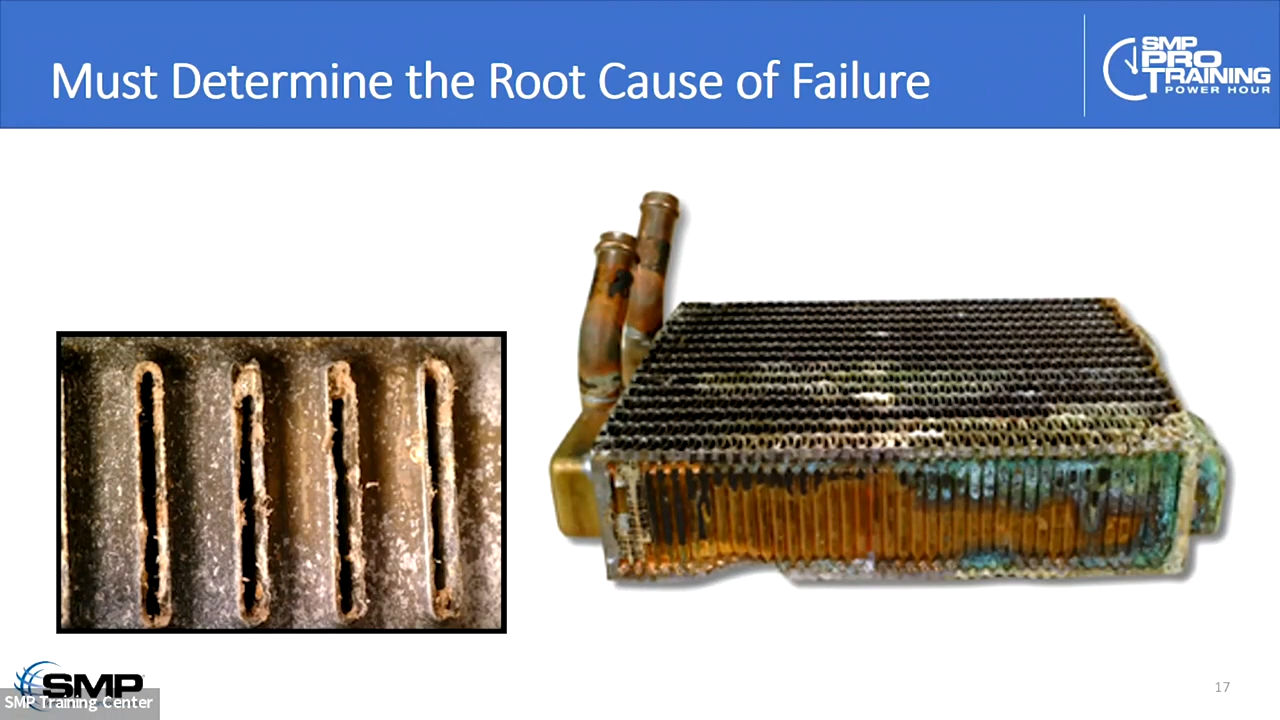 Must Determine the Root Cause of Failure
SMP
PRO
TRAINING
POWER HOUR
SMP
SMP Training Center
17